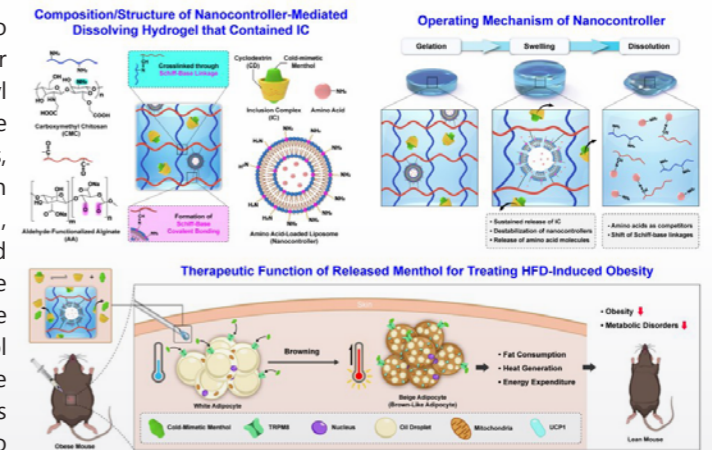 Composition/Structure of Nanocontroller-Mediated
Dissolving Hydrogel that Contained IC
Carboxymethyl Chitosan
(CMC)
Aldehyde-Functionalized Alginate
(AA)
Crosslinked through
Schiff-Base Linkage
Formation of
Schiff-Base
Covalent Bonding
Cyclodextrin
(CD)
Cold-mimetic
Menthol
Inclusion Complex
(IC)
Amino Acid
Amino Acid-Loaded Liposome
(Nanocontroller)
Operating Mechanism of Nanocontroller
Gelation
Swelling
Dissolution
• Sustained release of IC
• Destabilization of nanocontrollers
• Release of amino acid molecules
• Amino acids as competitors
• Shift of Schiff-base linkages
Therapeutic Function of Released Menthol for Treating HFD-Induced Obesity
Obese Mouse
Skin
White Adipocyte
Browning
Beige Adipocyte
(Brown-Like Adipocyte)
• Fat Consumption
• Heat Generation
• Energy Expenditure
• Obesity
• Metabolic Disorders
Lean Mouse
Cold-Mimetic Menthol
TRPM8
Nucleus
Oil Droplet
Mitochondria
UCP1